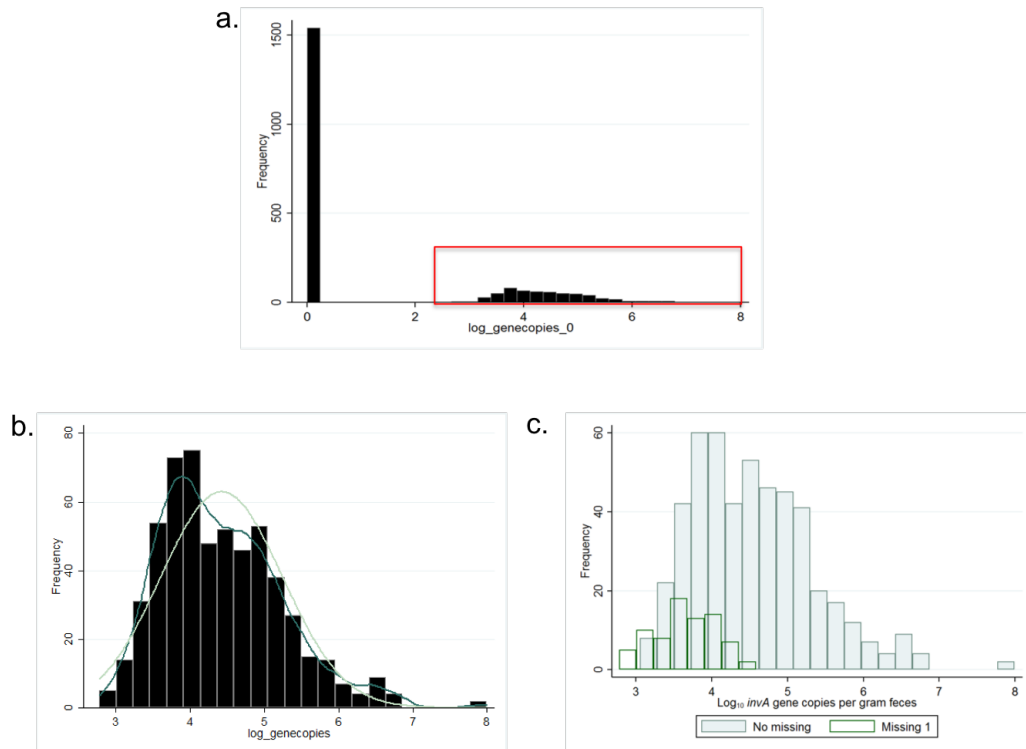 a.
1500
1000
500
0
Frequency
0 2 4 6 8
log_genecopies_0
b.
80
60
40
20
0
Frequency
3 4 5 6 7 8
log_genecopies
c.
60
40
20
0
Frequency
3 4 5 6 7 8
Log₁₀ invA gene copies per gram feces
No missing Missing 1